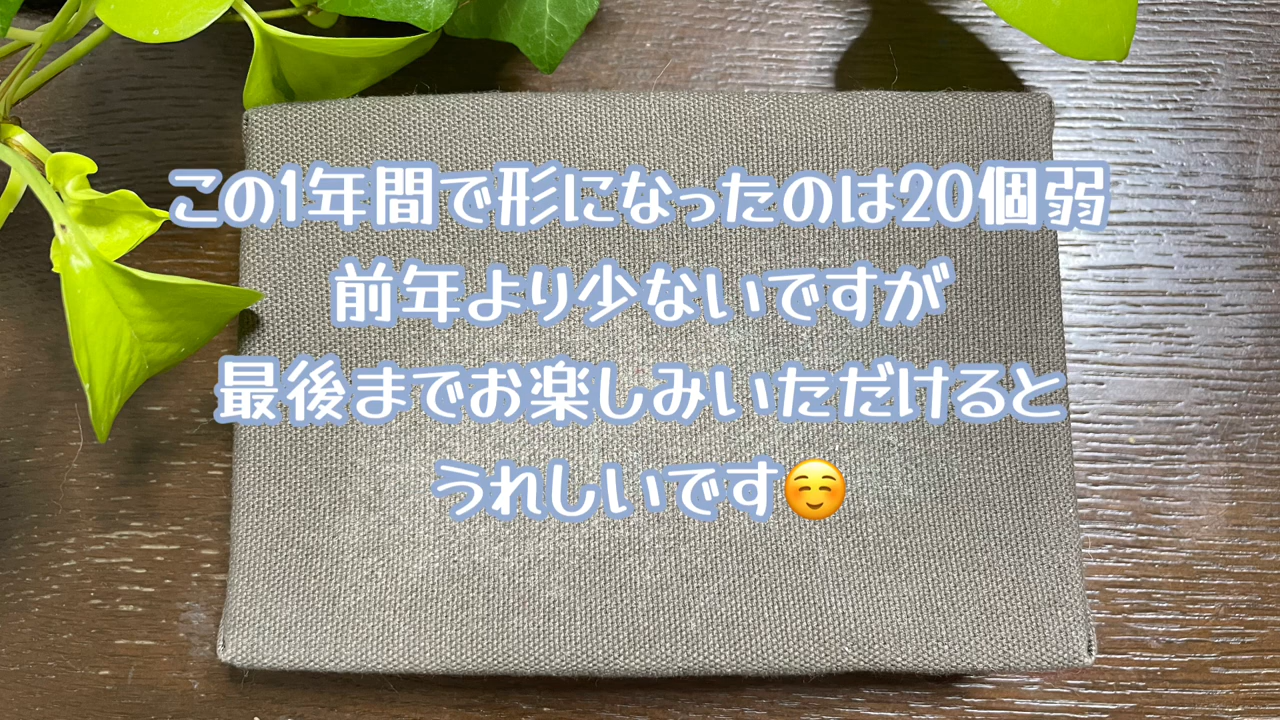 この1年間で形になったのは20個弱
前年より少ないですが
最後までお楽しみいただけると
うれしいです☺️